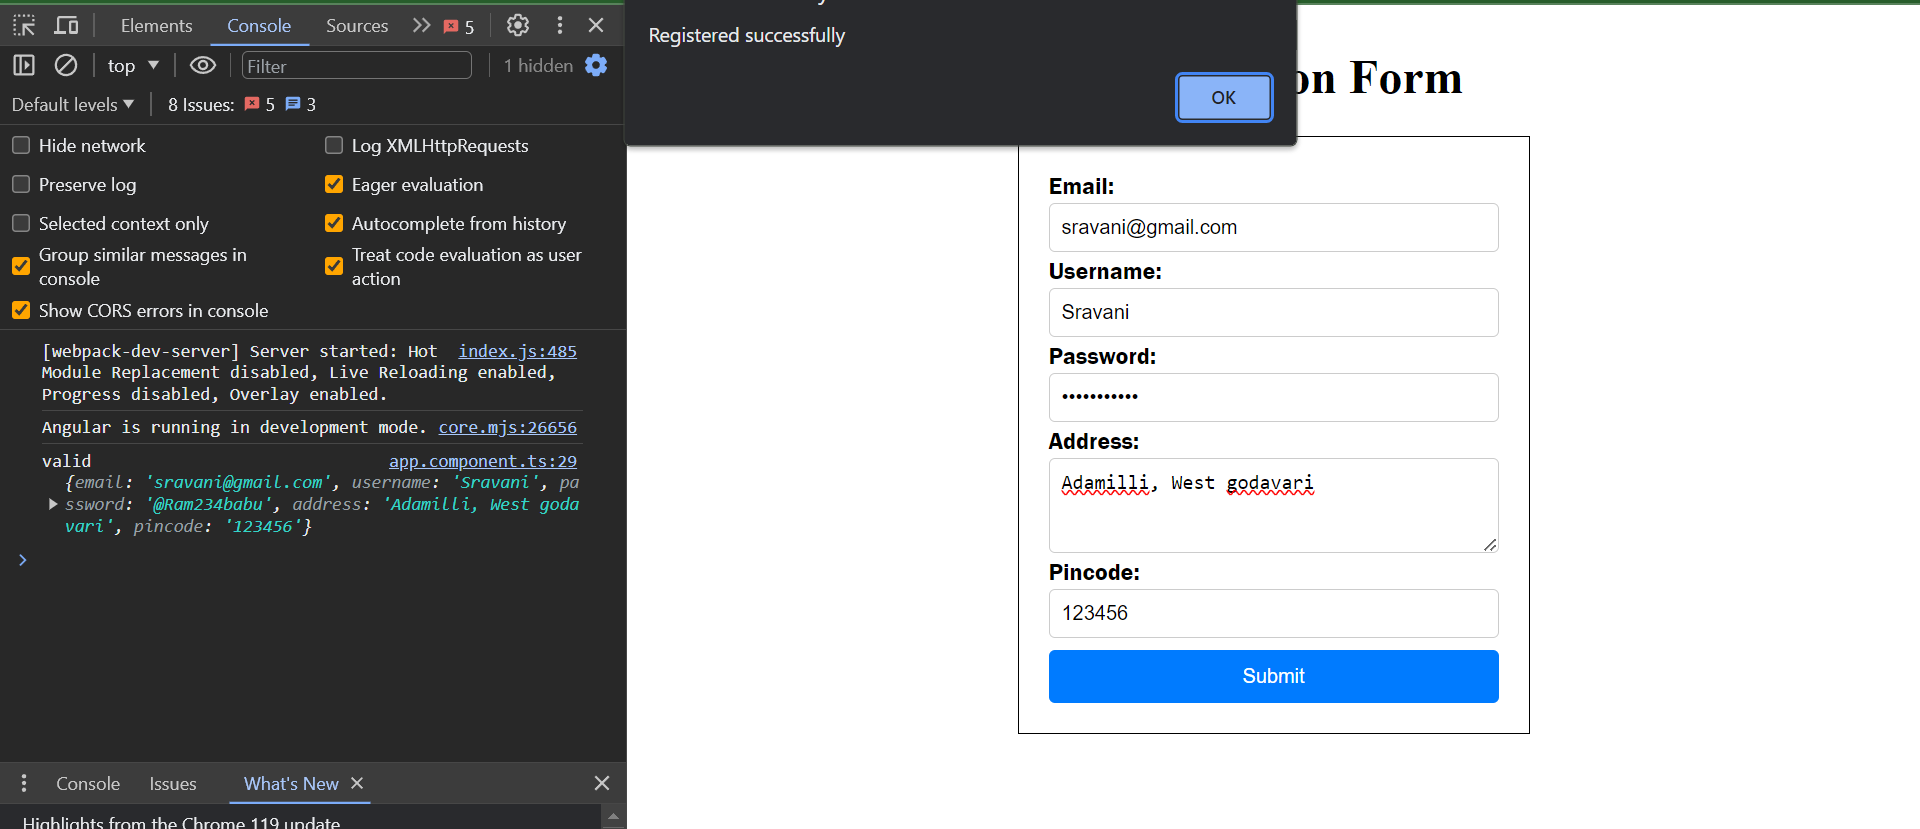 Elements Console Sources 5
top Filter 1 hidden
Default levels 8 Issues: 5 3
Hide network Log XMLHttpRequests
Preserve log Eager evaluation
Selected context only Autocomplete from history
Group similar messages in console
Treat code evaluation as user action
Show CORS errors in console
[webpack-dev-server] Server started: Hot index.js:485
Module Replacement disabled, Live Reloading enabled,
Progress disabled, Overlay enabled.
Angular is running in development mode. core.mjs:26656
valid app.component.ts:29
{email: 'sravani@gmail.com', username: 'Sravani', pa
ssword: '@Ram234babu', address: 'Adamilli, West goda
vari', pincode: '123456'}
Console Issues What's New
Highlights from the Chrome 119 update
Registered successfully
OK
on Form
Email:
sravani@gmail.com
Username:
Sravani
Password:
•••••••••••
Address:
Adamilli, West godavari
Pincode:
123456
Submit